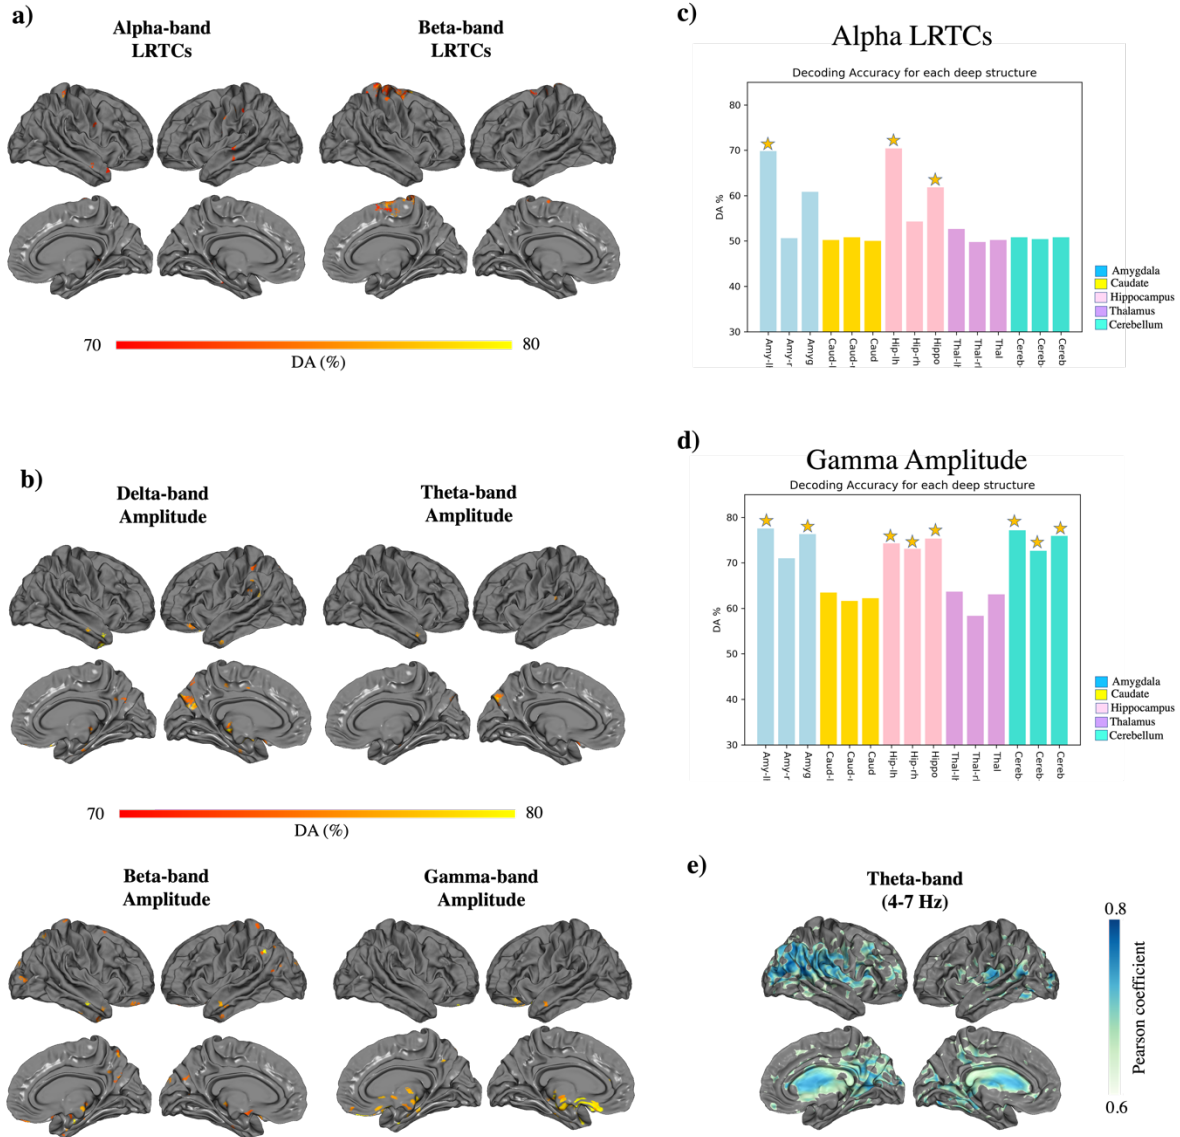 a)
Alpha-band
LRTCs
Beta-band
LRTCs
70
80
DA (%)
b)
Delta-band
Amplitude
Theta-band
Amplitude
70
80
DA (%)
Beta-band
Amplitude
Gamma-band
Amplitude
c)
Alpha LRTCs
Decoding Accuracy for each deep structure
DA %
80
70
60
50
40
30
Amy-ll
Amy-r
Amyg
Caud-l
Caud-r
Caud
Hip-lh
Hip-rh
Hippo
Thal-lh
Thal-rl
Thal
Cereb-
Cereb-
Cereb
Amygdala
Caudate
Hippocampus
Thalamus
Cerebellum
d)
Gamma Amplitude
Decoding Accuracy for each deep structure
DA %
80
70
60
50
40
30
Amy-ll
Amy-r
Amyg
Caud-l
Caud-r
Caud
Hip-lh
Hip-rh
Hippo
Thal-lh
Thal-rl
Thal
Cereb-
Cereb-
Cereb
Amygdala
Caudate
Hippocampus
Thalamus
Cerebellum
e)
Theta-band
(4-7 Hz)
0.8
Pearson coefficient
0.6